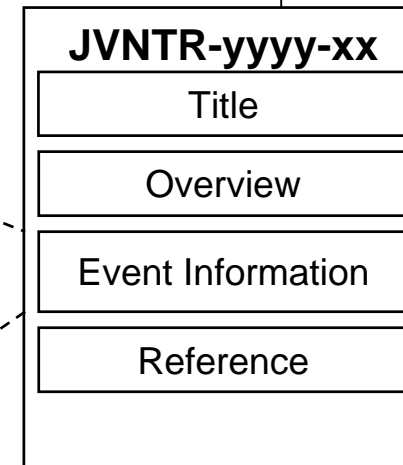 JVNTR-yyyy-xx
Title
Overview
Event Information
Reference